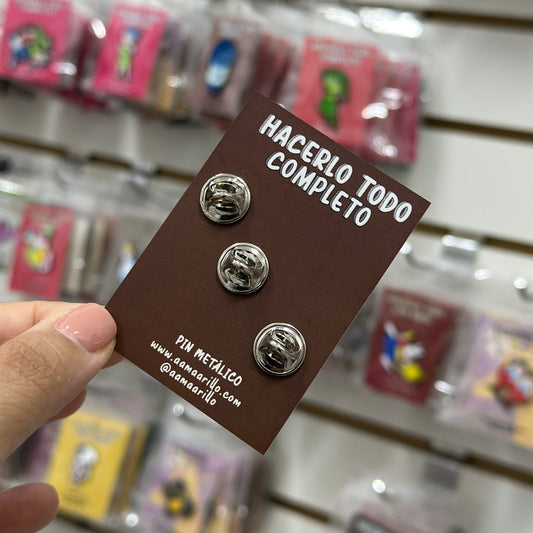 HACERLO TODO
COMPLETO
PIN METÁLICO
www.aamaarillo.com
@aamaarillo